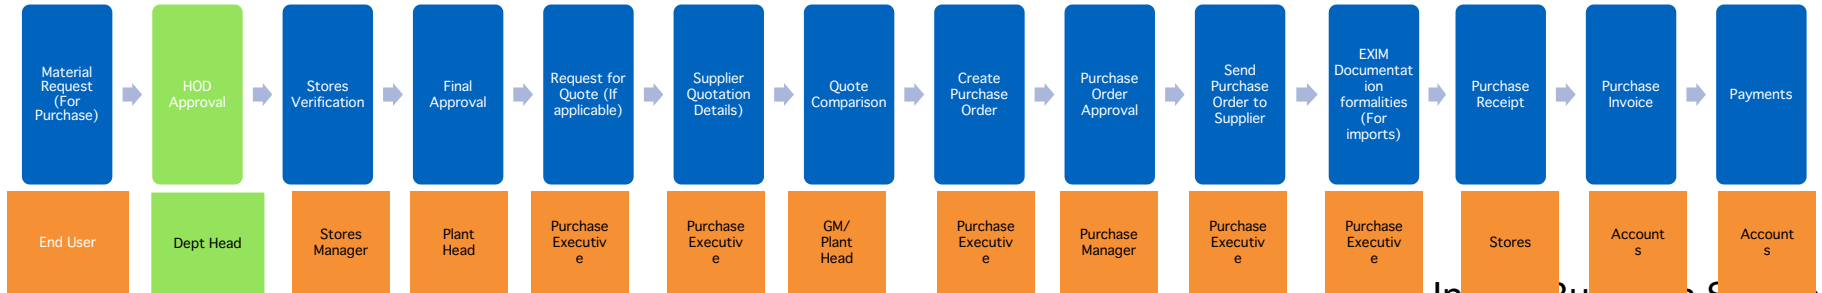 Material
Request
(For
Purchase)
HOD
Approval
Stores
Verification
Final
Approval
Request for
Quote (If
applicable)
Supplier
Quotation
Details)
Quote
Comparison
Create
Purchase
Order
Purchase
Order
Approval
Send
Purchase
Order to
Supplier
EXIM
Documentat
ion
formalities
(For
imports)
Purchase
Receipt
Purchase
Invoice
Payments
End User
Dept Head
Stores
Manager
Plant
Head
Purchase
Executiv
e
Purchase
Executiv
e
GM/
Plant
Head
Purchase
Executiv
e
Purchase
Manager
Purchase
Executiv
e
Purchase
Executiv
e
Stores
Account
s
Account
s